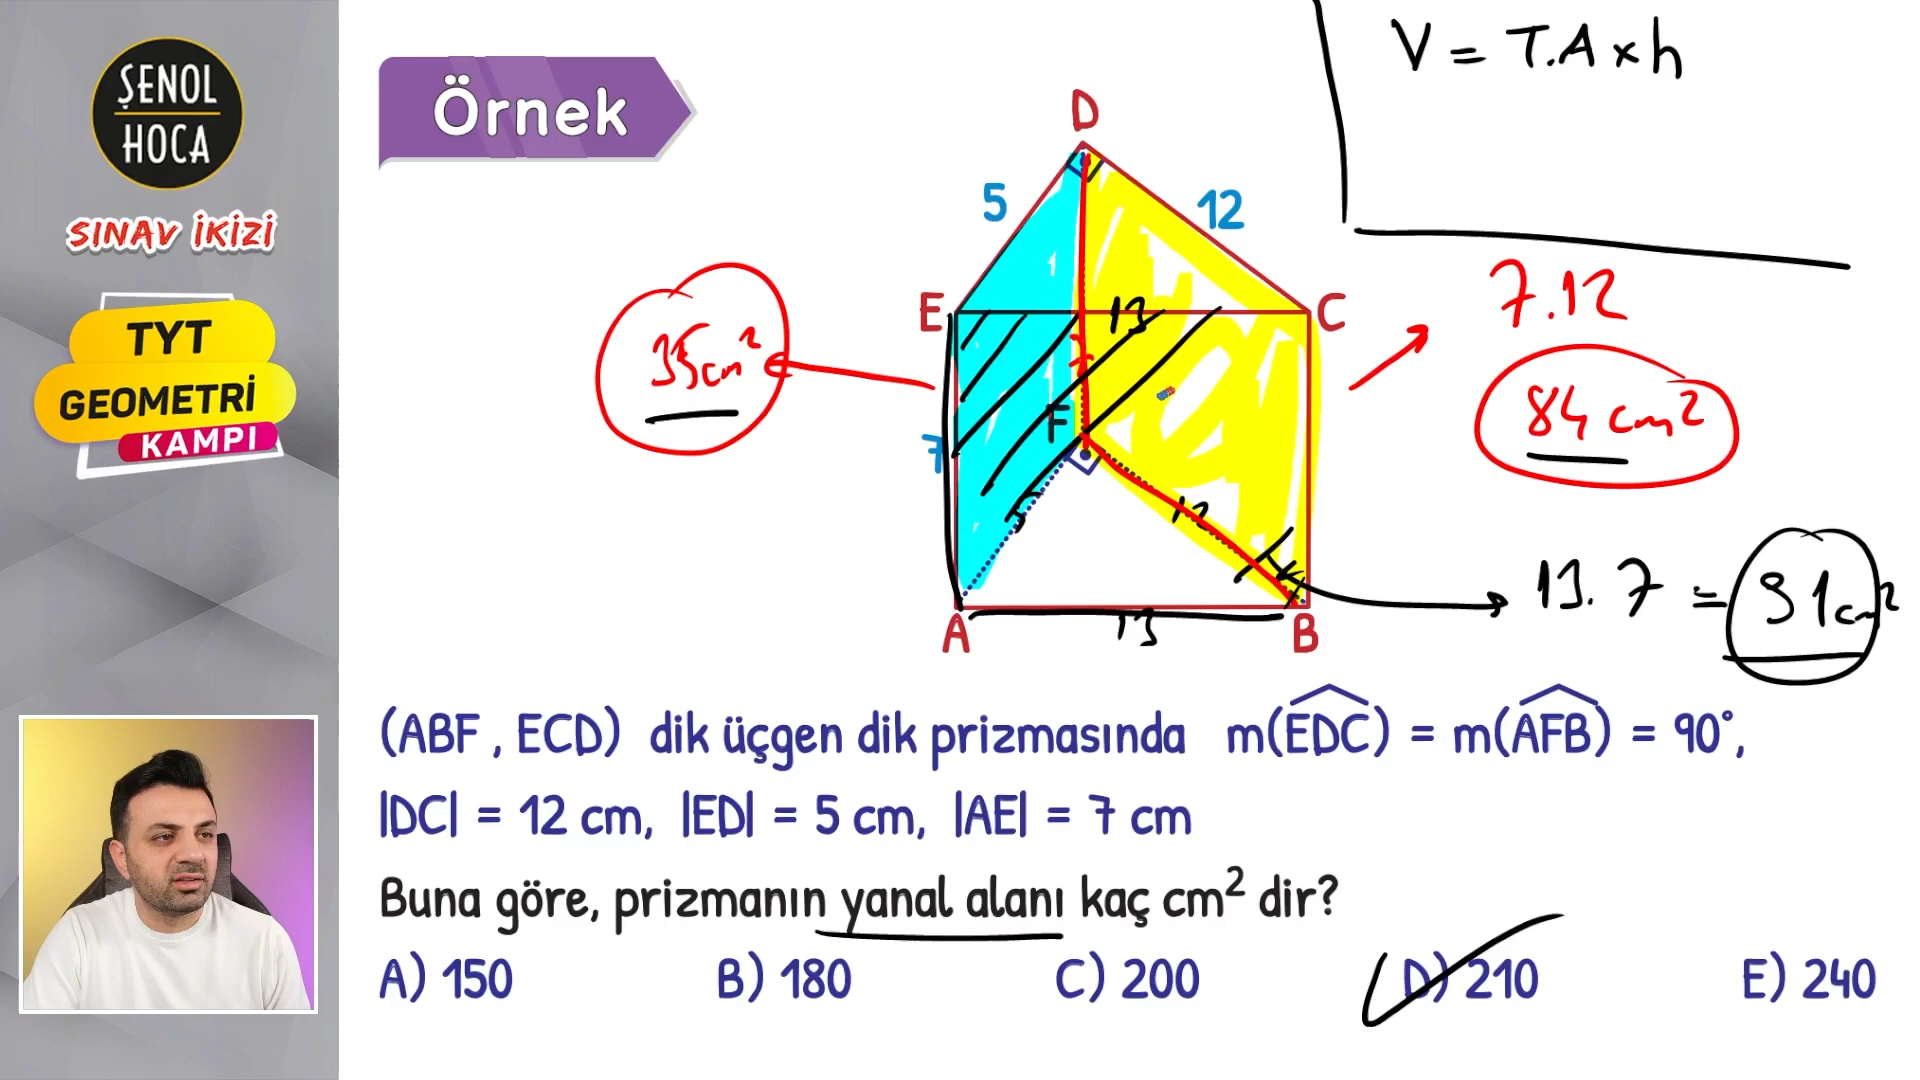 ŞENOL
HOCA
SINAV İKİZİ
TYT
GEOMETRİ
KAMPI
Örnek
V = T.A x h
D
5
12
E
13
C
7.12
35cm²
84 cm²
7
F
7
5
12
13.7 = 91cm²
A
13
B
(ABF , ECD) dik üçgen dik prizmasında m(EDC) = m(AFB) = 90°,
|DC| = 12 cm, |ED| = 5 cm, |AE| = 7 cm
Buna göre, prizmanın yanal alanı kaç cm² dir?
A) 150 B) 180 C) 200 D) 210 E) 240